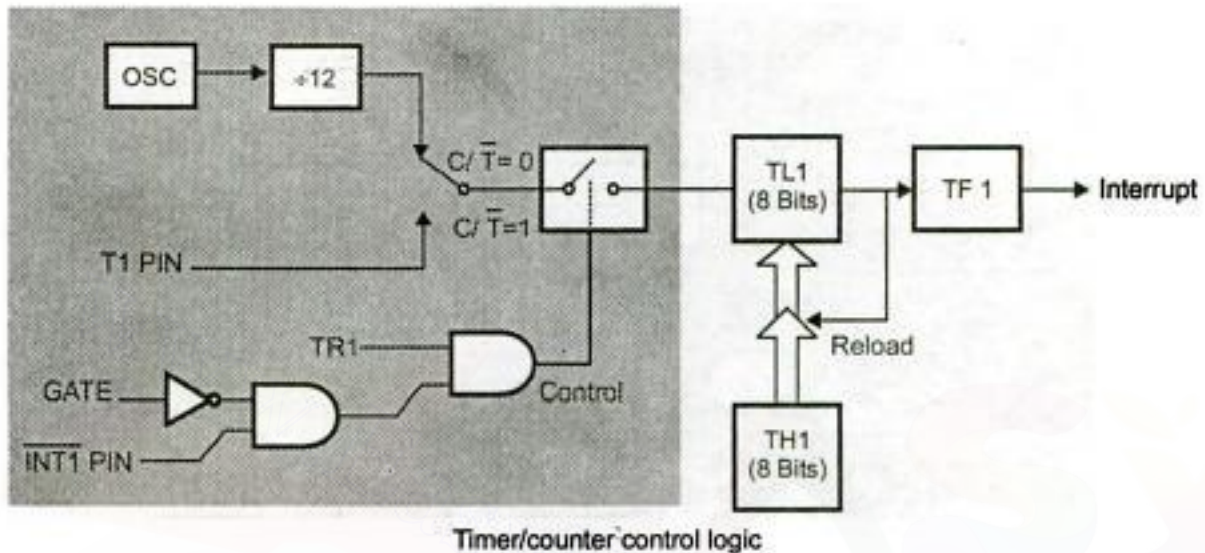 OSC
÷12
C/ T̅= 0
C/ T̅=1
T1 PIN
TL1
(8 Bits)
TF 1
Interrupt
Reload
TR1
Control
GATE
I̅N̅T̅1̅ PIN
TH1
(8 Bits)
Timer/counter control logic